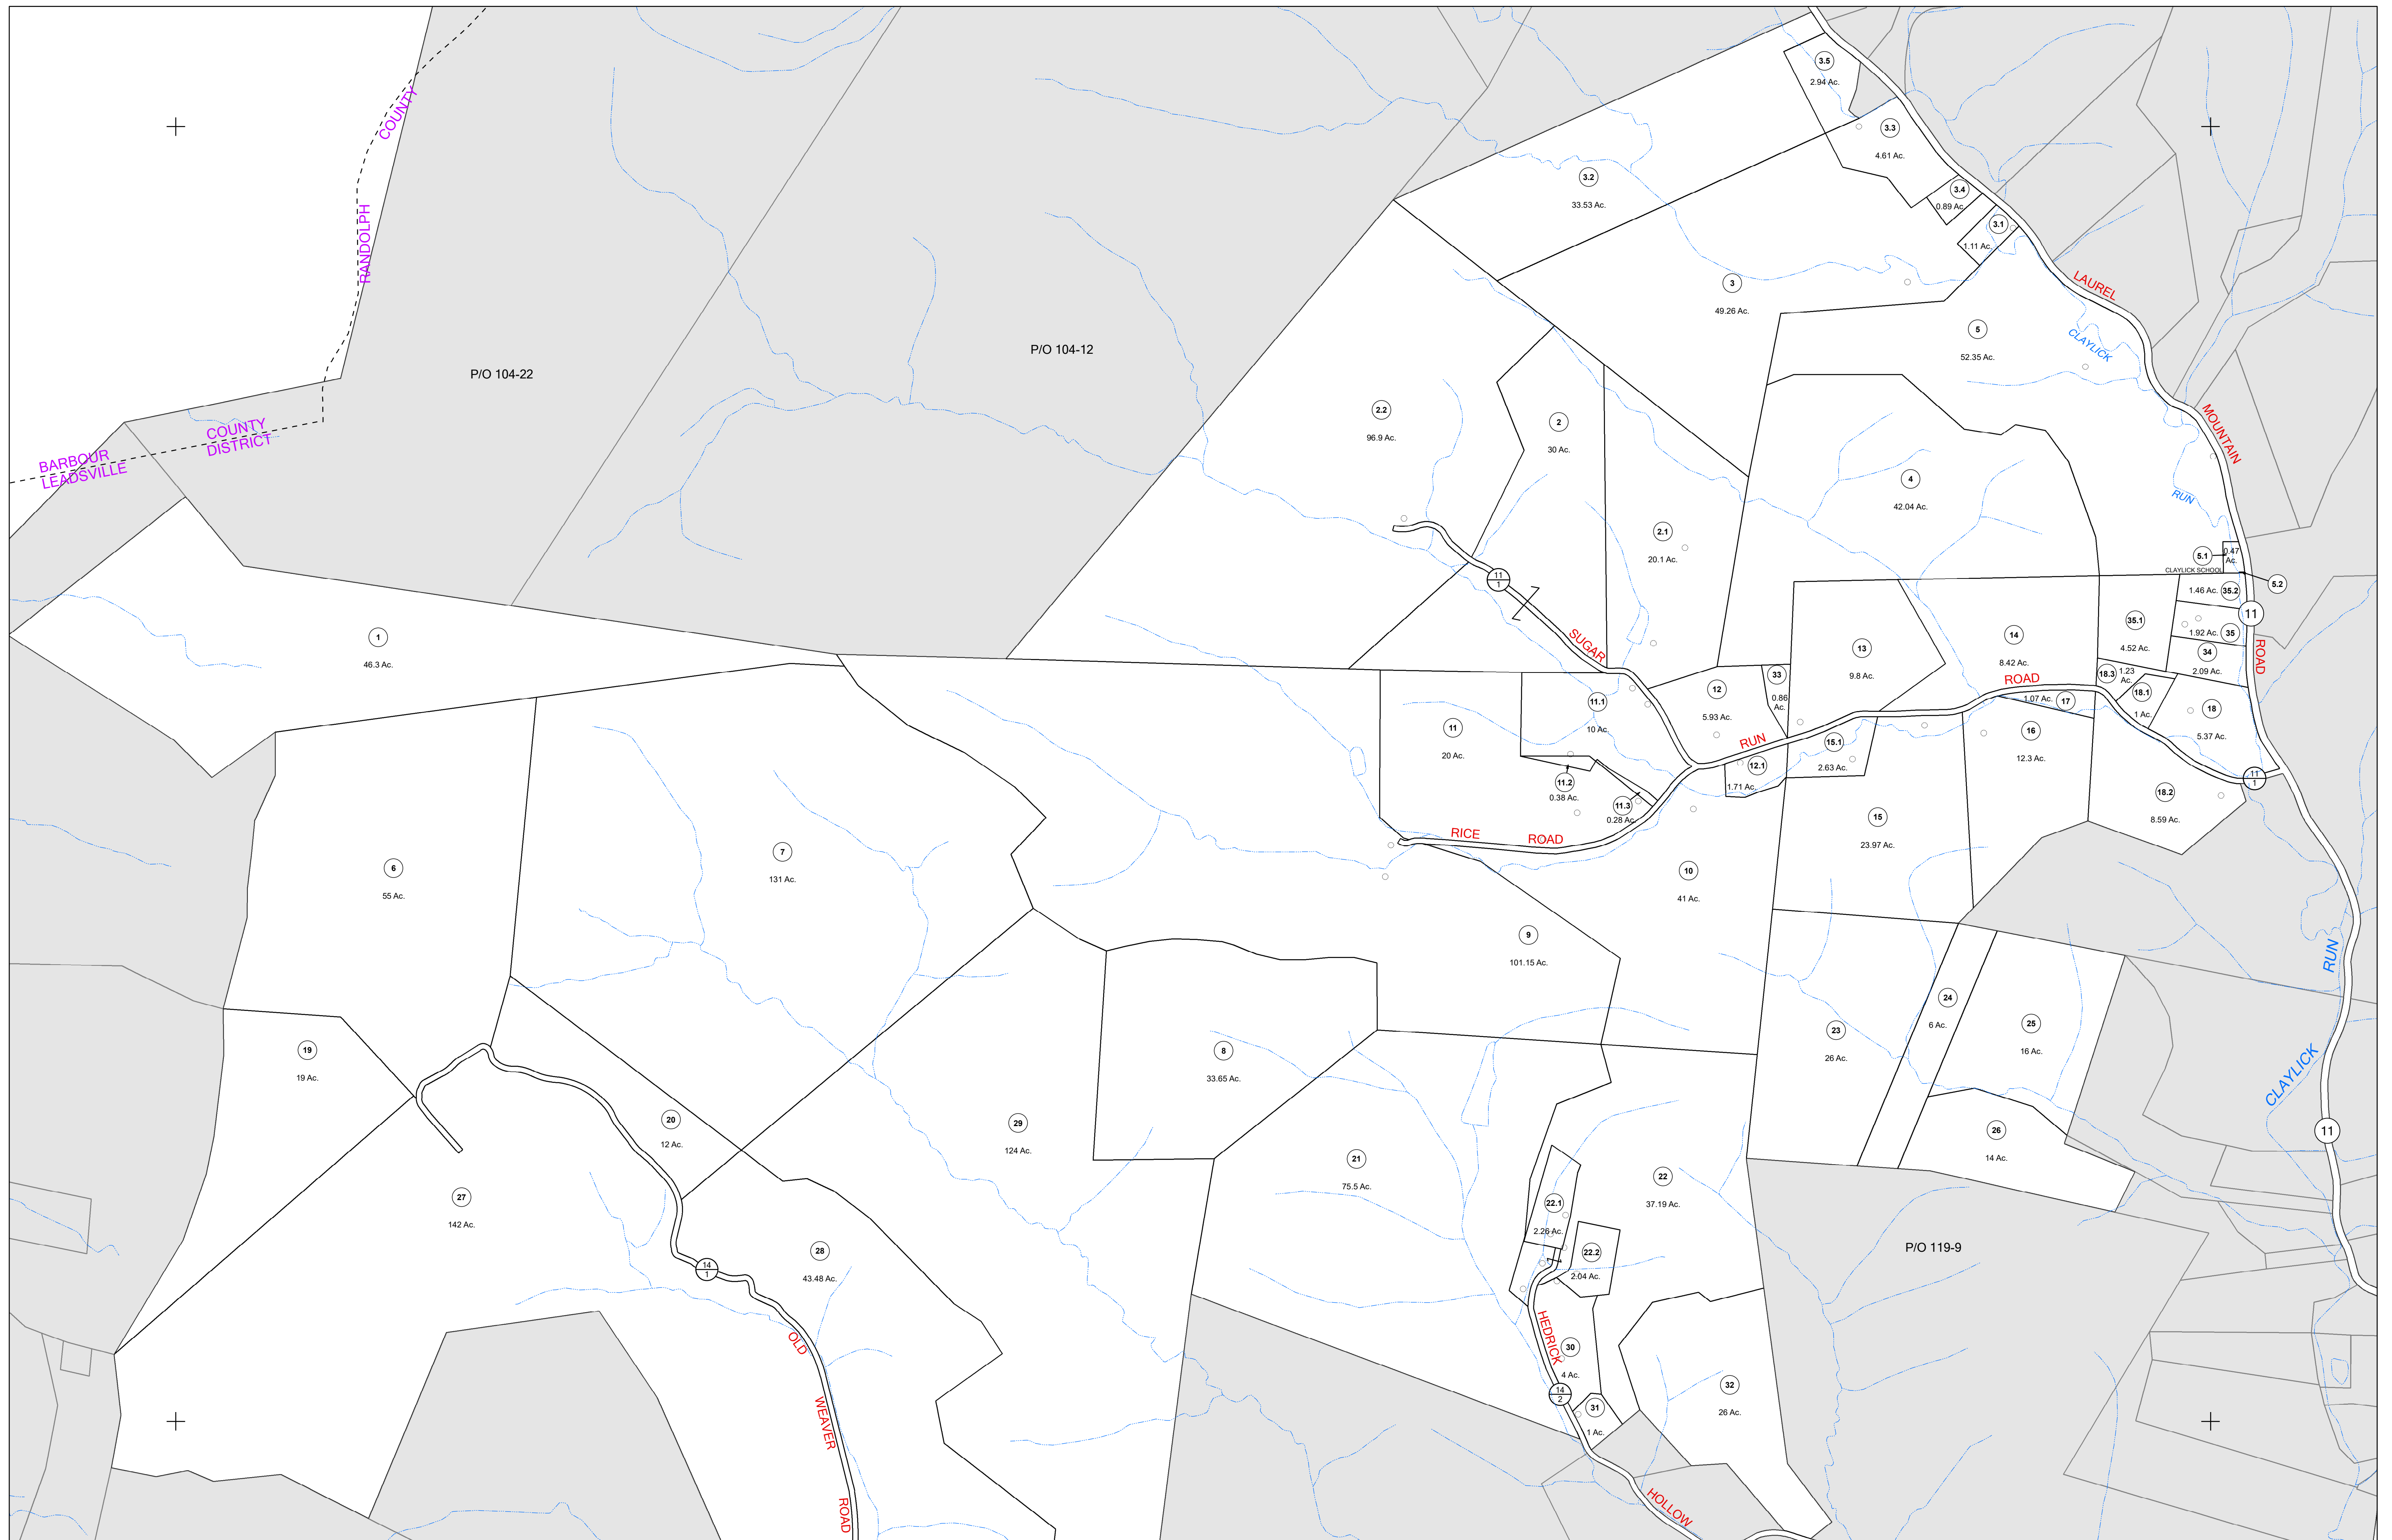 COUNTY
RANDOLPH
BARBOUR COUNTY
LEADSVILLE DISTRICT
P/O 104-22
P/O 104-12
3.5
2.94 Ac.
3.3
4.61 Ac.
3.2
33.53 Ac.
3.4
0.89 Ac.
3.1
1.11 Ac.
3
49.26 Ac.
LAUREL
MOUNTAIN
ROAD
5
52.35 Ac.
CLAYLICK
RUN
2.2
96.9 Ac.
2
30 Ac.
4
42.04 Ac.
2.1
20.1 Ac.
5.1
0.47
Ac.
CLAYLICK SCHOOL
5.2
11
1
SUGAR
RUN
ROAD
1.46 Ac.
35.2
11
35.1
4.52 Ac.
1.92 Ac.
35
34
2.09 Ac.
1
46.3 Ac.
13
9.8 Ac.
14
8.42 Ac.
18.3
1.23
Ac.
18.1
1 Ac.
18
5.37 Ac.
33
0.86
Ac.
12
5.93 Ac.
1.07 Ac.
17
11.1
10 Ac.
11
20 Ac.
16
12.3 Ac.
15.1
2.63 Ac.
12.1
1.71 Ac.
11.2
0.38 Ac.
11.3
0.28 Ac.
11
1
18.2
8.59 Ac.
RICE
ROAD
15
23.97 Ac.
6
55 Ac.
7
131 Ac.
10
41 Ac.
9
101.15 Ac.
RUN
CLAYLICK
24
6 Ac.
25
16 Ac.
23
26 Ac.
19
19 Ac.
8
33.65 Ac.
20
12 Ac.
29
124 Ac.
26
14 Ac.
11
21
75.5 Ac.
22
37.19 Ac.
27
142 Ac.
22.1
2.26 Ac.
22.2
2.04 Ac.
P/O 119-9
28
43.48 Ac.
14
1
HEDRICK
30
4 Ac.
OLD
WEAVER
ROAD
14
2
31
1 Ac.
32
26 Ac.
HOLLOW